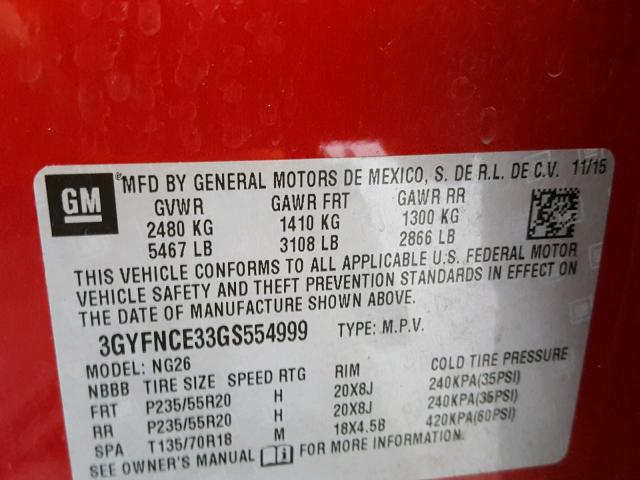 GM ® MFD BY GENERAL MOTORS DE MEXICO, S. DE R.L. DE C.V. 11/15
GVWR GAWR FRT GAWR RR
2480 KG 1410 KG 1300 KG
5467 LB 3108 LB 2866 LB
THIS VEHICLE CONFORMS TO ALL APPLICABLE U.S. FEDERAL MOTOR
VEHICLE SAFETY AND THEFT PREVENTION STANDARDS IN EFFECT ON
THE DATE OF MANUFACTURE SHOWN ABOVE.
3GYFNCE33GS554999 TYPE: M.P.V.
MODEL: NG26
NBBB TIRE SIZE SPEED RTG RIM COLD TIRE PRESSURE
FRT P235/55R20 H 20X8J 240KPA(35PSI)
RR P235/55R20 H 20X8J 240KPA(35PSI)
SPA T135/70R18 M 18X4.5B 420KPA(60PSI)
SEE OWNER'S MANUAL FOR MORE INFORMATION.